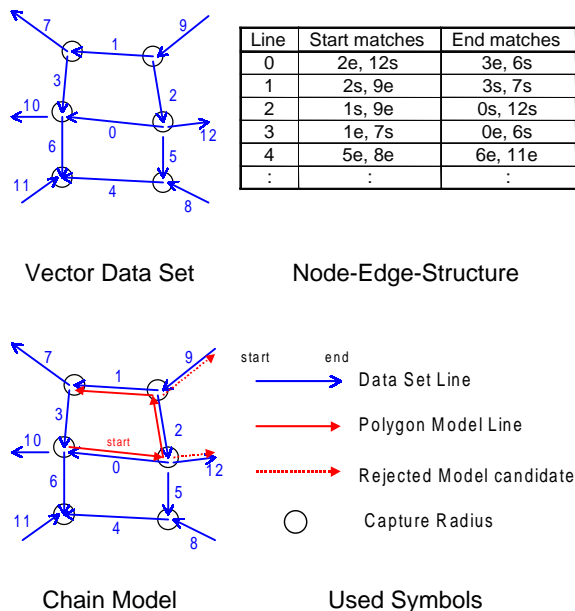 7
9
1
3
2
10
0
12
6
5
4
11
8
Line Start matches End matches
0 2e, 12s 3e, 6s
1 2s, 9e 3s, 7s
2 1s, 9e 0s, 12s
3 1e, 7s 0e, 6s
4 5e, 8e 6e, 11e
: : :
Vector Data Set
Node-Edge-Structure
7
9
1
3
2
10
start
0
12
6
5
11
4
8
start end
Data Set Line
Polygon Model Line
Rejected Model candidate
Capture Radius
Chain Model
Used Symbols